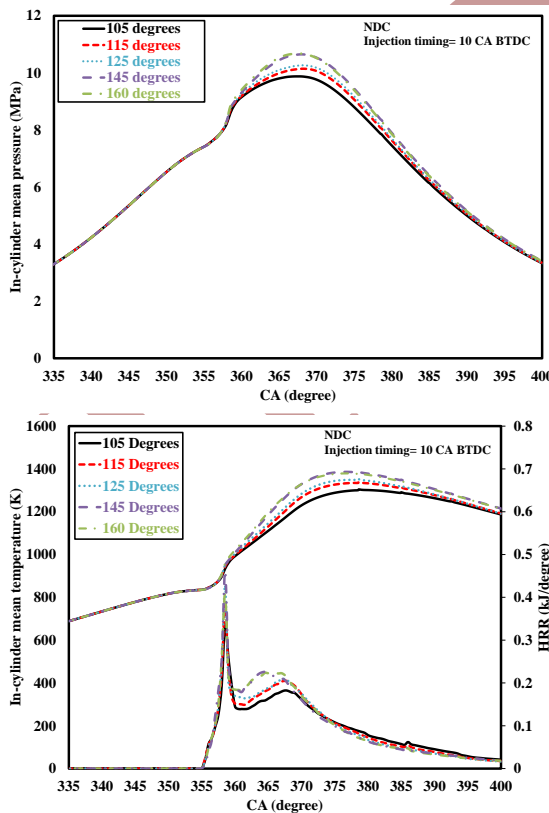 12
10
8
6
4
2
0
In-cylinder mean pressure (MPa)
105 degrees
115 degrees
125 degrees
145 degrees
160 degrees
NDC
Injection timing= 10 CA BTDC
335 340 345 350 355 360 365 370 375 380 385 390 395 400
CA (degree)
1600
1400
1200
1000
800
600
400
200
0
In-cylinder mean temperature (K)
105 Degrees
115 Degrees
125 Degrees
145 Degrees
160 Degrees
NDC
Injection timing= 10 CA BTDC
0.8
0.7
0.6
0.5
0.4
0.3
0.2
0.1
0
HRR (kJ/degree)
335 340 345 350 355 360 365 370 375 380 385 390 395 400
CA (degree)